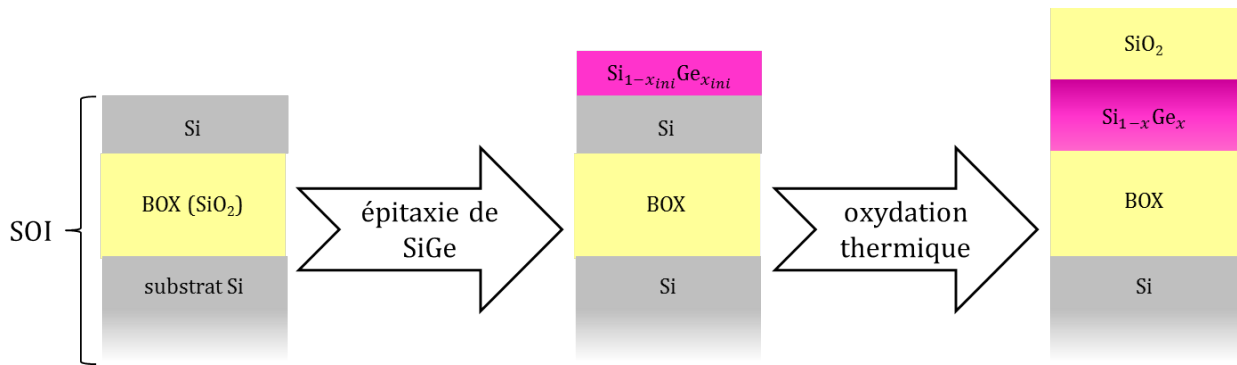 SOI
Si
BOX (SiO₂)
substrat Si
épitaxie de
SiGe
Si₁₋ₓᵢₙᵢGeₓᵢₙᵢ
Si
BOX
Si
oxydation
thermique
SiO₂
Si₁₋ₓGeₓ
BOX
Si